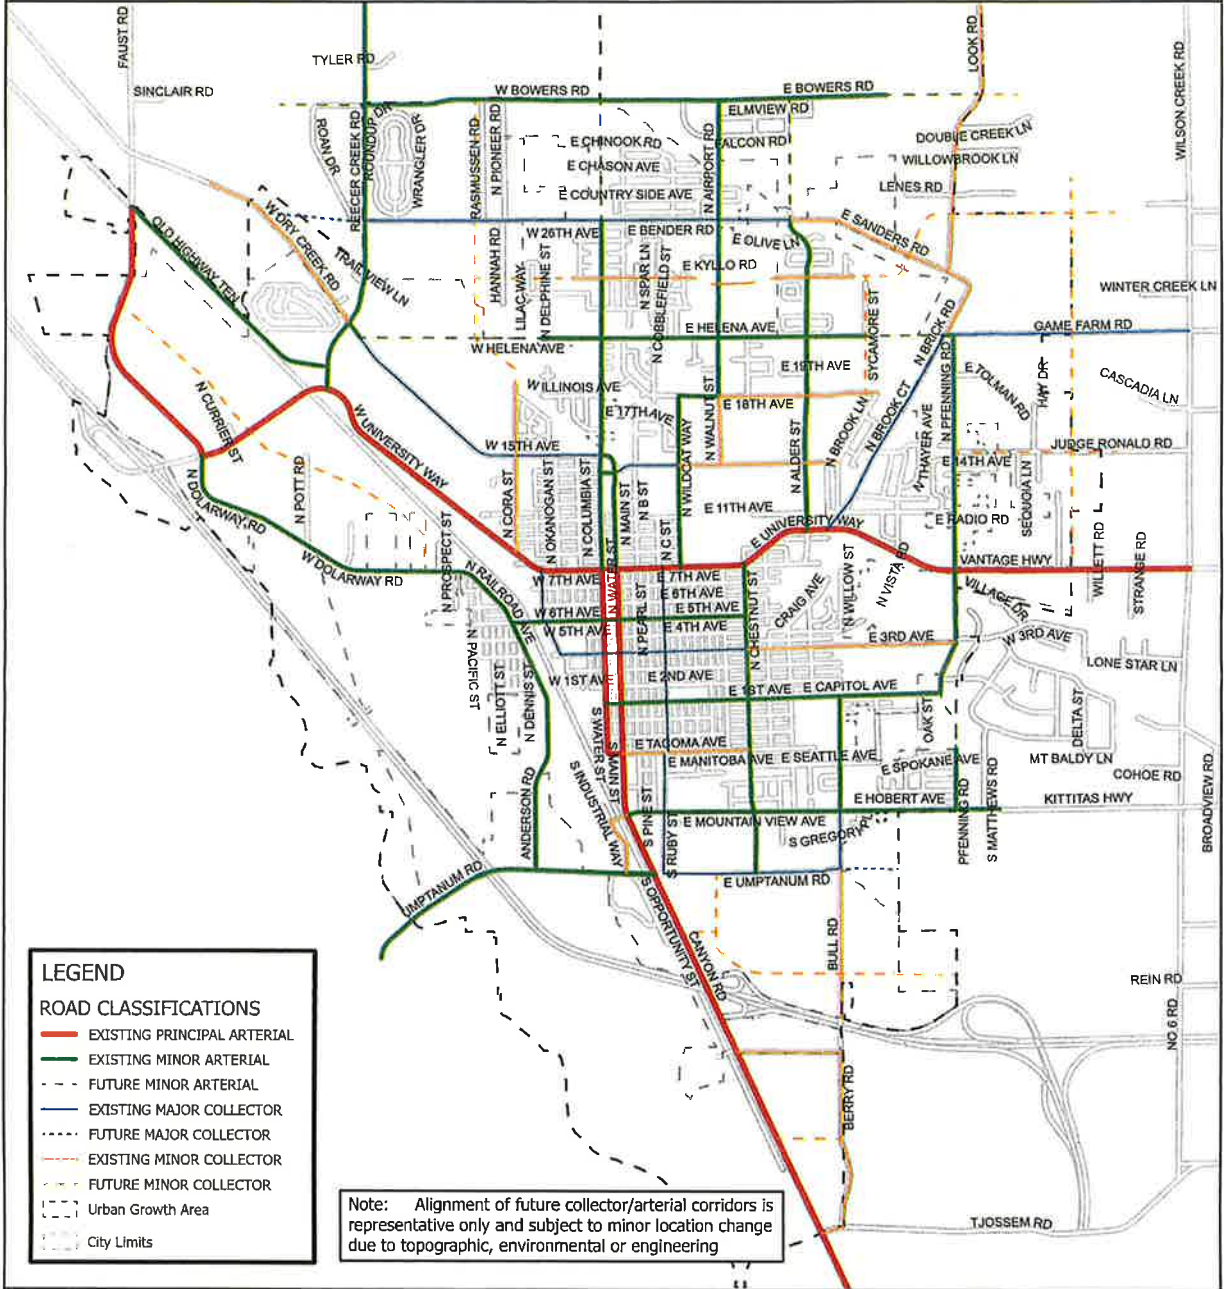 FAUST RD
TYLER RD
LOOK RD
SINCLAIR RD
W BOWERS RD
E BOWERS RD
ELMVIEW RD
WILSON CREEK RD
ROAN DR
REECER CREEK RD
ROUNDUP DR
WRANGLER DR
RASMUSSEN RD
N PIONEER RD
E CHINOOK RD
E CHASON AVE
E COUNTRY SIDE AVE
N AIRPORT RD
FALCON RD
DOUBLE CREEK LN
WILLOWBROOK LN
LENES RD
OLD HIGHWAY TEN
W DRY CREEK RD
TRAIL VIEW LN
HANNAH RD
LILAC WAY
W 26TH AVE
N DELPHINE ST
E BENDER RD
E OLIVE LN
E SANDERS RD
N SPAR LN
N COBBLEFIELD ST
E KYLLO RD
WINTER CREEK LN
SYCAMORE ST
N BRICK RD
E HELENA AVE
GAME FARM RD
W HELENA AVE
E 19TH AVE
N PFENNING RD
E TOLMAN RD
HAY DR
CASCADIA LN
N CURRIER ST
W UNIVERSITY WAY
W ILLINOIS AVE
E 17TH AVE
N WALNUT ST
E 18TH AVE
N BROOK LN
N BROOK CT
N THAYER AVE
W 15TH AVE
N WILDCAT WAY
N ALDER ST
JUDGE RONALD RD
E 14TH AVE
SEQUOIA LN
N POTT RD
N DOLARWAY RD
N CORA ST
N OKANOGAN ST
N COLUMBIA ST
N MAIN ST
N B ST
E 11TH AVE
E RADIO RD
N PROSPECT ST
E UNIVERSITY WAY
N C ST
W DOLARWAY RD
N RAILROAD AVE
W 7TH AVE
N WATER ST
E 7TH AVE
E 6TH AVE
E 5TH AVE
N CHESTNUT ST
CRAIG AVE
N WILLOW ST
N VISTA RD
VANTAGE HWY
VILLAGE DR
WILLETT RD
STRANGE RD
W 6TH AVE
W 5TH AVE
N PEARL ST
E 4TH AVE
E 3RD AVE
W 3RD AVE
LONE STAR LN
N PACIFIC ST
N ELLIOTT ST
N DENNIS ST
W 1ST AVE
E 2ND AVE
E 1ST AVE
E CAPITOL AVE
OAK ST
DELTA ST
S WATER ST
S MAIN ST
E TACOMA AVE
E MANITOBA AVE
E SEATTLE AVE
E SPOKANE AVE
MT BALDY LN
COHOE RD
BROADVIEW RD
ANDERSON RD
S INDUSTRIAL WAY
S PINE ST
S RUBY ST
E MOUNTAIN VIEW AVE
S GREGORY PL
E HOBERT AVE
PFENNING RD
S MATTHEWS RD
KITTITAS HWY
UMPTANUM RD
E UMPTANUM RD
S OPPORTUNITY ST
CANYON RD
BULL RD
REIN RD
NO 6 RD
BERRY RD
TJOSSEM RD
LEGEND
ROAD CLASSIFICATIONS
EXISTING PRINCIPAL ARTERIAL
EXISTING MINOR ARTERIAL
FUTURE MINOR ARTERIAL
EXISTING MAJOR COLLECTOR
FUTURE MAJOR COLLECTOR
EXISTING MINOR COLLECTOR
FUTURE MINOR COLLECTOR
Urban Growth Area
City Limits
Note: Alignment of future collector/arterial corridors is
representative only and subject to minor location change
due to topographic, environmental or engineering